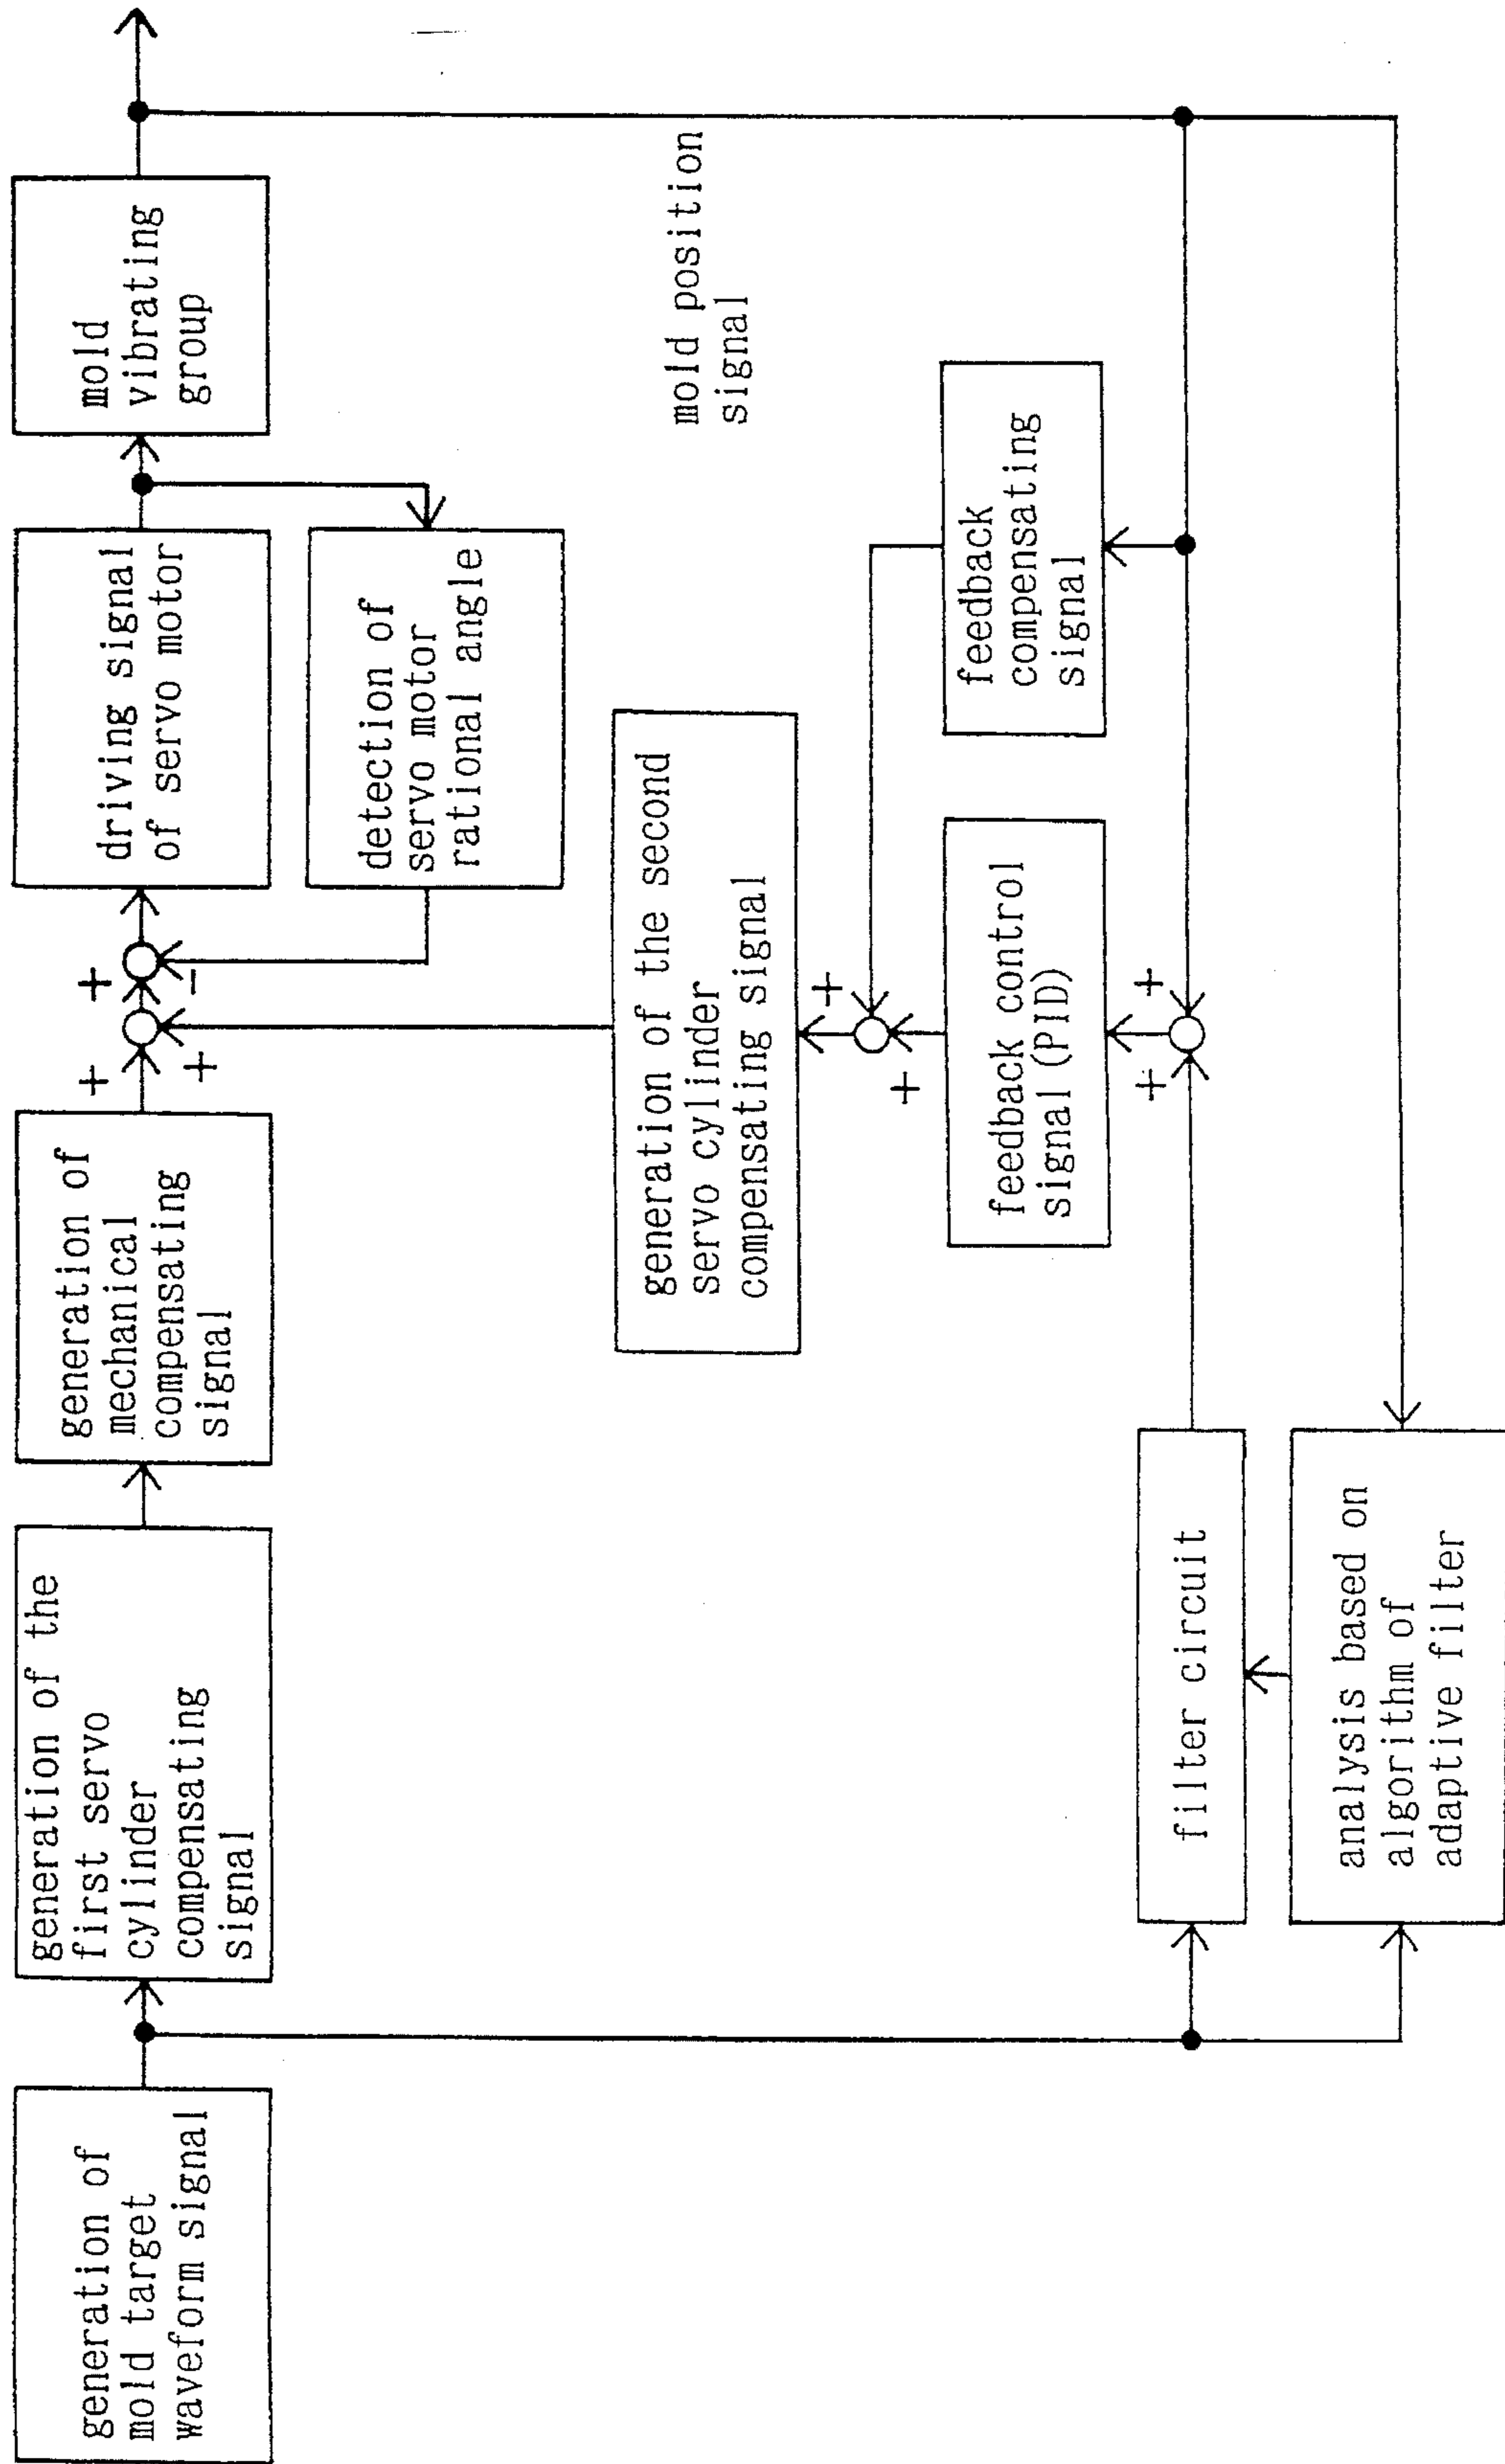 generation of
mold target
waveform signal
generation of the
first servo
cylinder
compensating
signal
generation of
mechanical
compensating
signal
+
+
+
-
driving signal
of servo motor
mold
vibrating
group
detection of
servo motor
rational angle
generation of the second
servo cylinder
compensating signal
mold position
signal
+
+
feedback control
signal (PID)
feedback
compensating
signal
+
+
filter circuit
analysis based on
algorithm of
adaptive filter